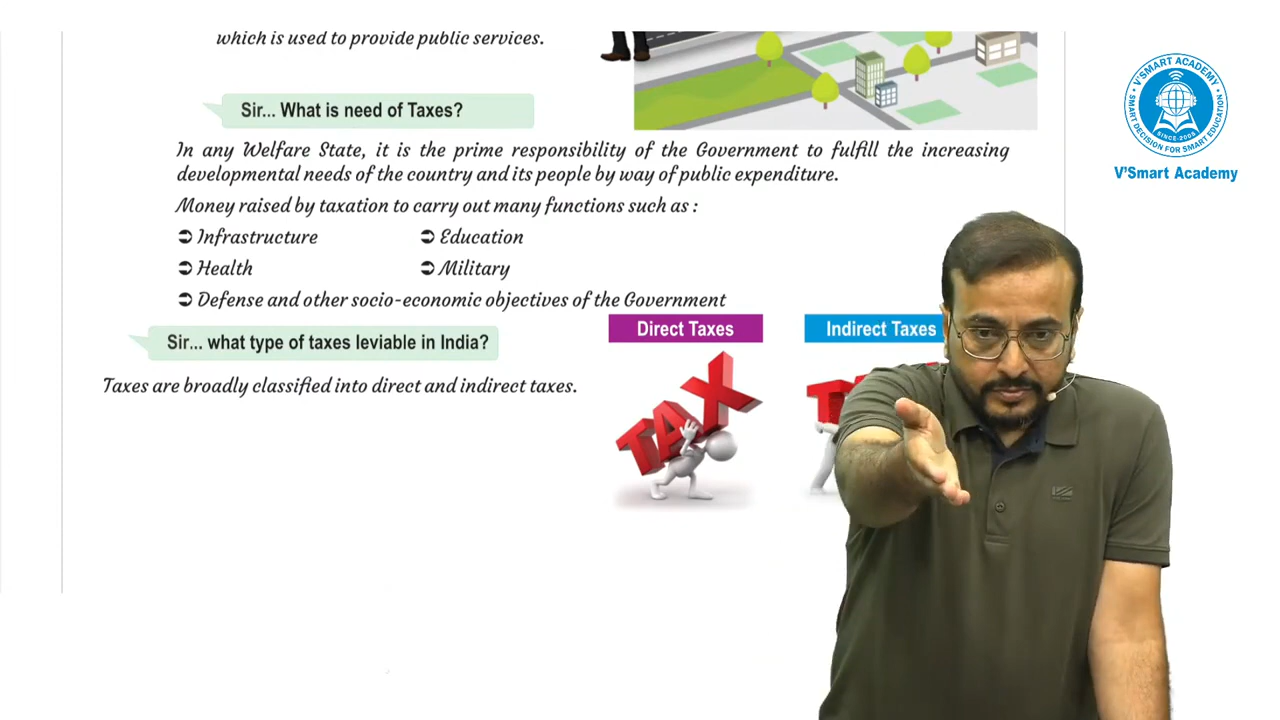 which is used to provide public services.
Sir... What is need of Taxes?
In any Welfare State, it is the prime responsibility of the Government to fulfill the increasing
developmental needs of the country and its people by way of public expenditure.
Money raised by taxation to carry out many functions such as :
➲ Infrastructure ➲ Education
➲ Health ➲ Military
➲ Defense and other socio-economic objectives of the Government
Sir... what type of taxes leviable in India?
Taxes are broadly classified into direct and indirect taxes.
Direct Taxes
Indirect Taxes
TAX
V'SMART ACADEMY
SMART DECISION FOR SMART EDUCATION
SINCE-2008
V'Smart Academy